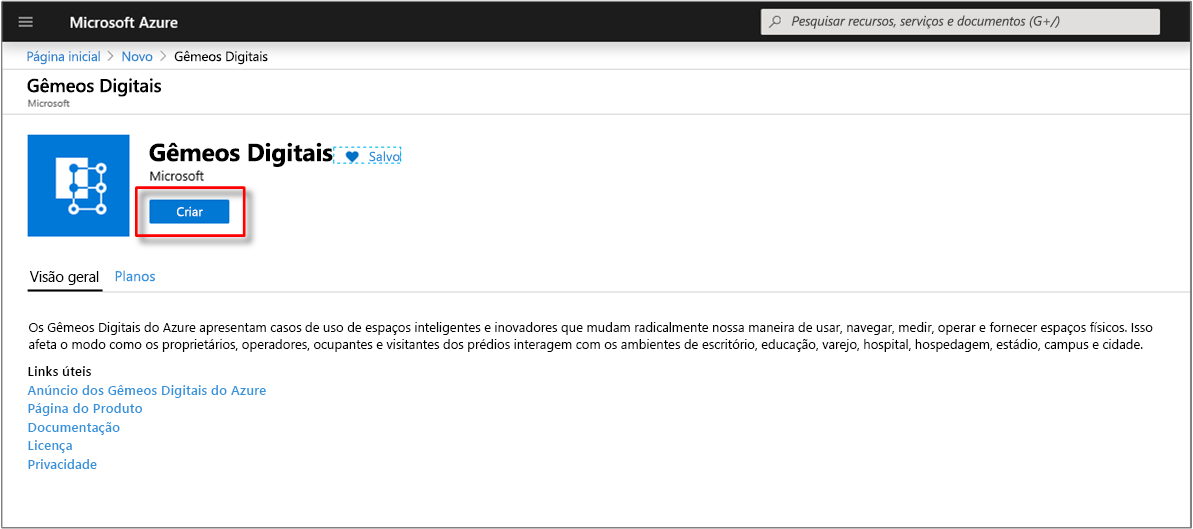 Microsoft Azure
Pesquisar recursos, serviços e documentos (G+/)
Página inicial > Novo > Gêmeos Digitais
Gêmeos Digitais
Microsoft
Gêmeos Digitais
Salvo
Microsoft
Criar
Visão geral Planos
Os Gêmeos Digitais do Azure apresentam casos de uso de espaços inteligentes e inovadores que mudam radicalmente nossa maneira de usar, navegar, medir, operar e fornecer espaços físicos. Isso
afeta o modo como os proprietários, operadores, ocupantes e visitantes dos prédios interagem com os ambientes de escritório, educação, varejo, hospital, hospedagem, estádio, campus e cidade.
Links úteis
Anúncio dos Gêmeos Digitais do Azure
Página do Produto
Documentação
Licença
Privacidade